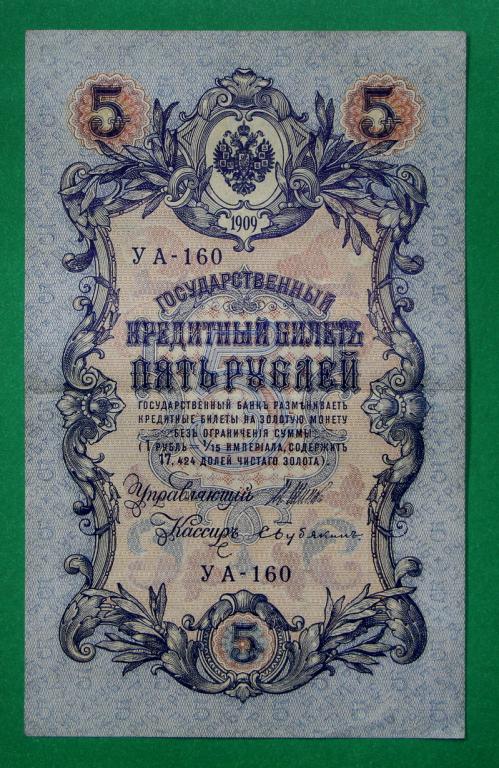 5 5
1909
УА-160
ГОСУДАРСТВЕННЫЙ
КРЕДИТНЫЙ БИЛЕТЪ
ПЯТЬ РУБЛЕЙ
ГОСУДАРСТВЕННЫЙ БАНКЪ РАЗМѢНИВАЕТЪ
КРЕДИТНЫЕ БИЛЕТЫ НА ЗОЛОТУЮ МОНЕТУ
БЕЗЪ ОГРАНИЧЕНІЯ СУММЫ
(1 РУБЛЬ = 1/15 ИМПЕРІАЛА, СОДЕРЖИТЪ
17,424 ДОЛЕЙ ЧИСТАГО ЗОЛОТА).
Управляющій
Кассиръ СБубякинъ
УА-160
5